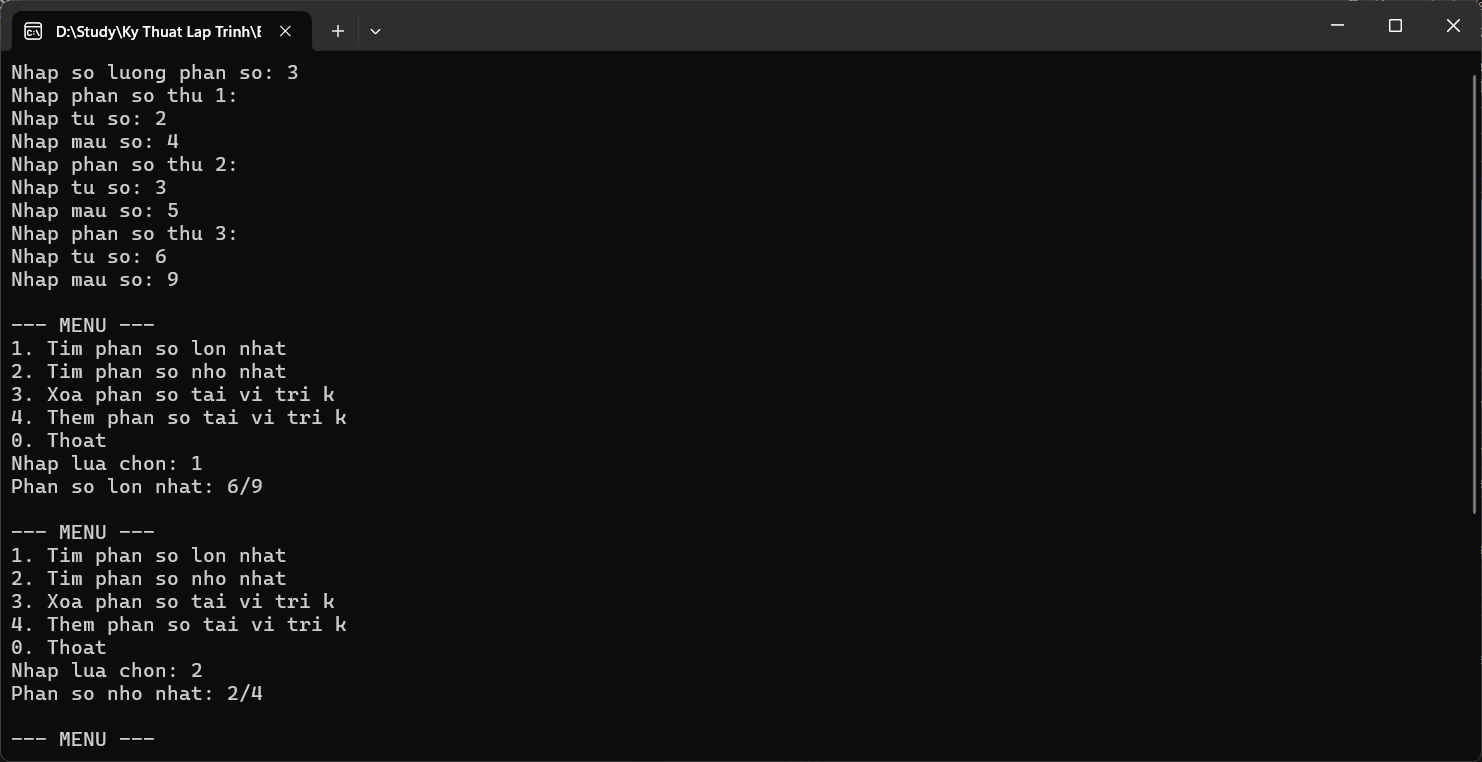 D:\Study\Ky Thuat Lap Trinh\
Nhap so luong phan so: 3
Nhap phan so thu 1:
Nhap tu so: 2
Nhap mau so: 4
Nhap phan so thu 2:
Nhap tu so: 3
Nhap mau so: 5
Nhap phan so thu 3:
Nhap tu so: 6
Nhap mau so: 9
--- MENU ---
1. Tim phan so lon nhat
2. Tim phan so nho nhat
3. Xoa phan so tai vi tri k
4. Them phan so tai vi tri k
0. Thoat
Nhap lua chon: 1
Phan so lon nhat: 6/9
--- MENU ---
1. Tim phan so lon nhat
2. Tim phan so nho nhat
3. Xoa phan so tai vi tri k
4. Them phan so tai vi tri k
0. Thoat
Nhap lua chon: 2
Phan so nho nhat: 2/4
--- MENU ---